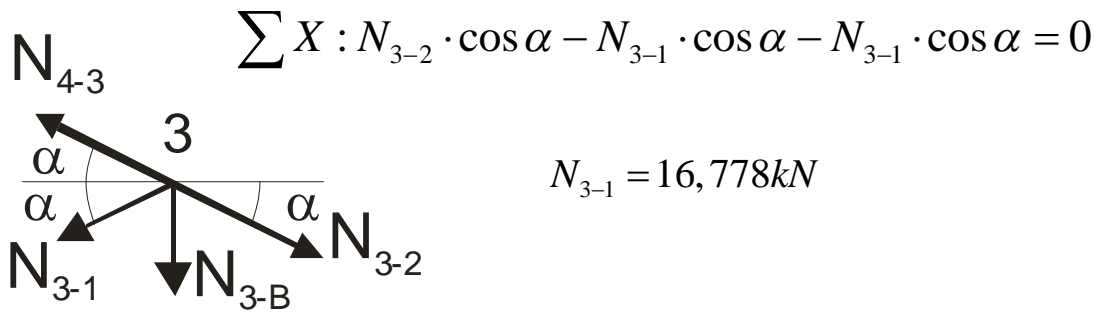 ∑ X : N₃₋₂ · cos α − N₃₋₁ · cos α − N₃₋₁ · cos α = 0
N₄₋₃
3
α
α
α
N₃₋₁ = 16,778kN
N₃₋₁
N₃₋B
N₃₋₂